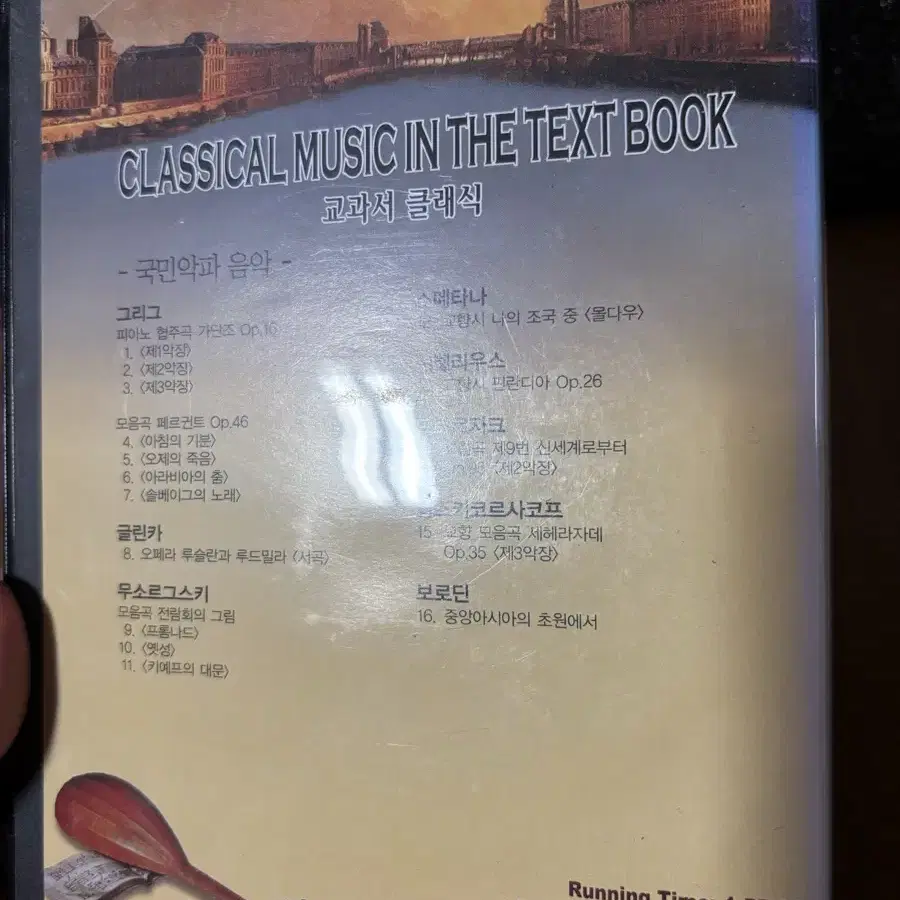 CLASSICAL MUSIC IN THE TEXT BOOK
교과서 클래식
- 국민악파 음악 -
그리그
피아노 협주곡 가단조 Op.16
1. <제1악장>
2. <제2악장>
3. <제3악장>
모음곡 페르귄트 Op.46
4. <아침의 기분>
5. <오제의 죽음>
6. <아라비아의 춤>
7. <솔베이그의 노래>
글린카
8. 오페라 루슬란과 루드밀라 <서곡>
무소르그스키
모음곡 전람회의 그림
9. <프롬나드>
10. <옛성>
11. <키예프의 대문>
스메타나
교향시 나의 조국 중 <몰다우>
교향시 핀란디아 Op.26
제9번 신세계로부터
<제2악장>
15. 교향 모음곡 세헤라자데
Op.35 <제3악장>
보로딘
16. 중앙아시아의 초원에서
Running Time: